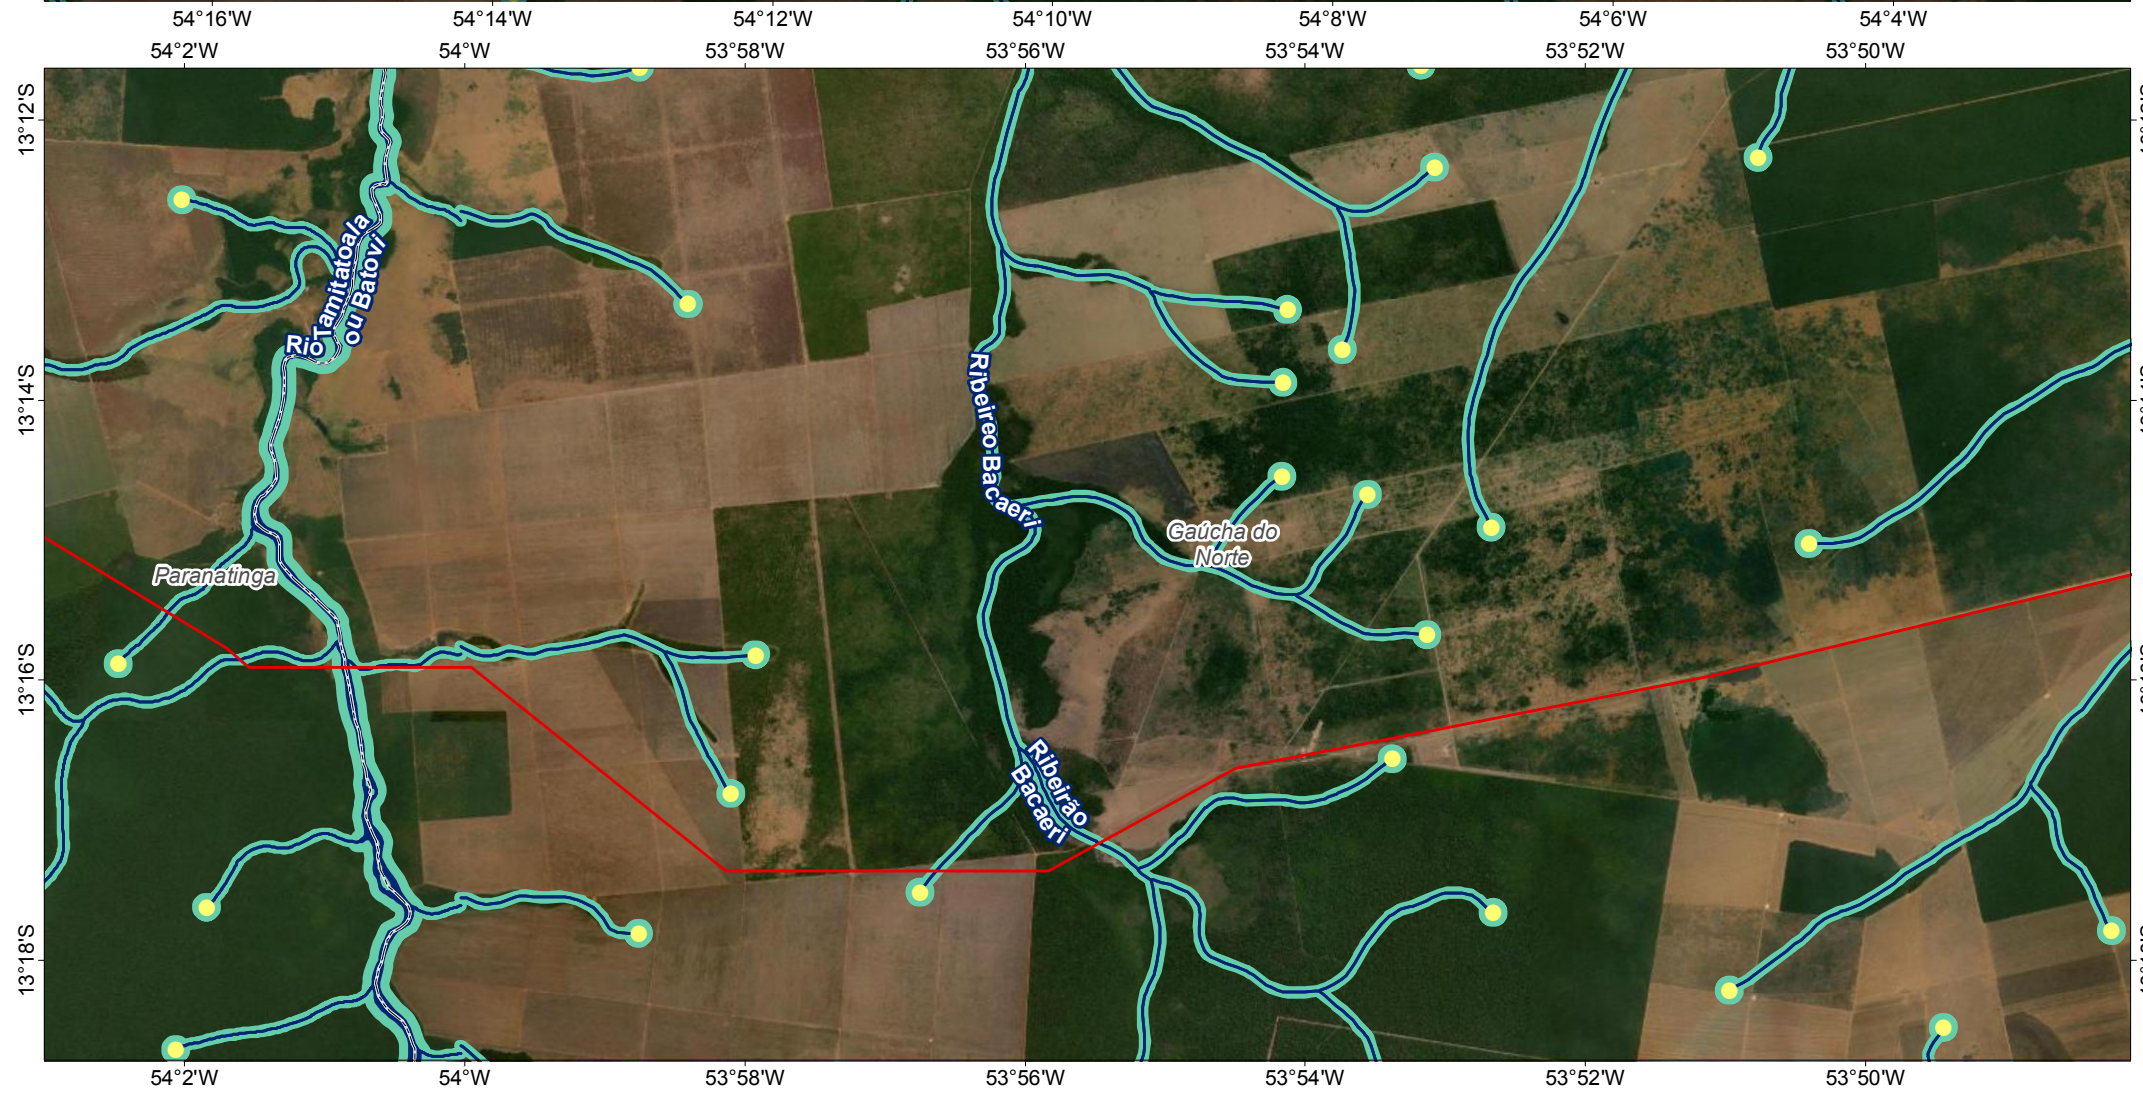 54°16'W 54°14'W 54°12'W 54°10'W 54°8'W 54°6'W 54°4'W
54°2'W 54°W 53°58'W 53°56'W 53°54'W 53°52'W 53°50'W
13°12'S
Rio Tamitatoala
ou Batovi
13°14'S
Ribeireo Bacaeri
Gaúcha do
Norte
Paranatinga
13°16'S
Ribeirão
Bacaeri
13°18'S
54°2'W 54°W 53°58'W 53°56'W 53°54'W 53°52'W 53°50'W